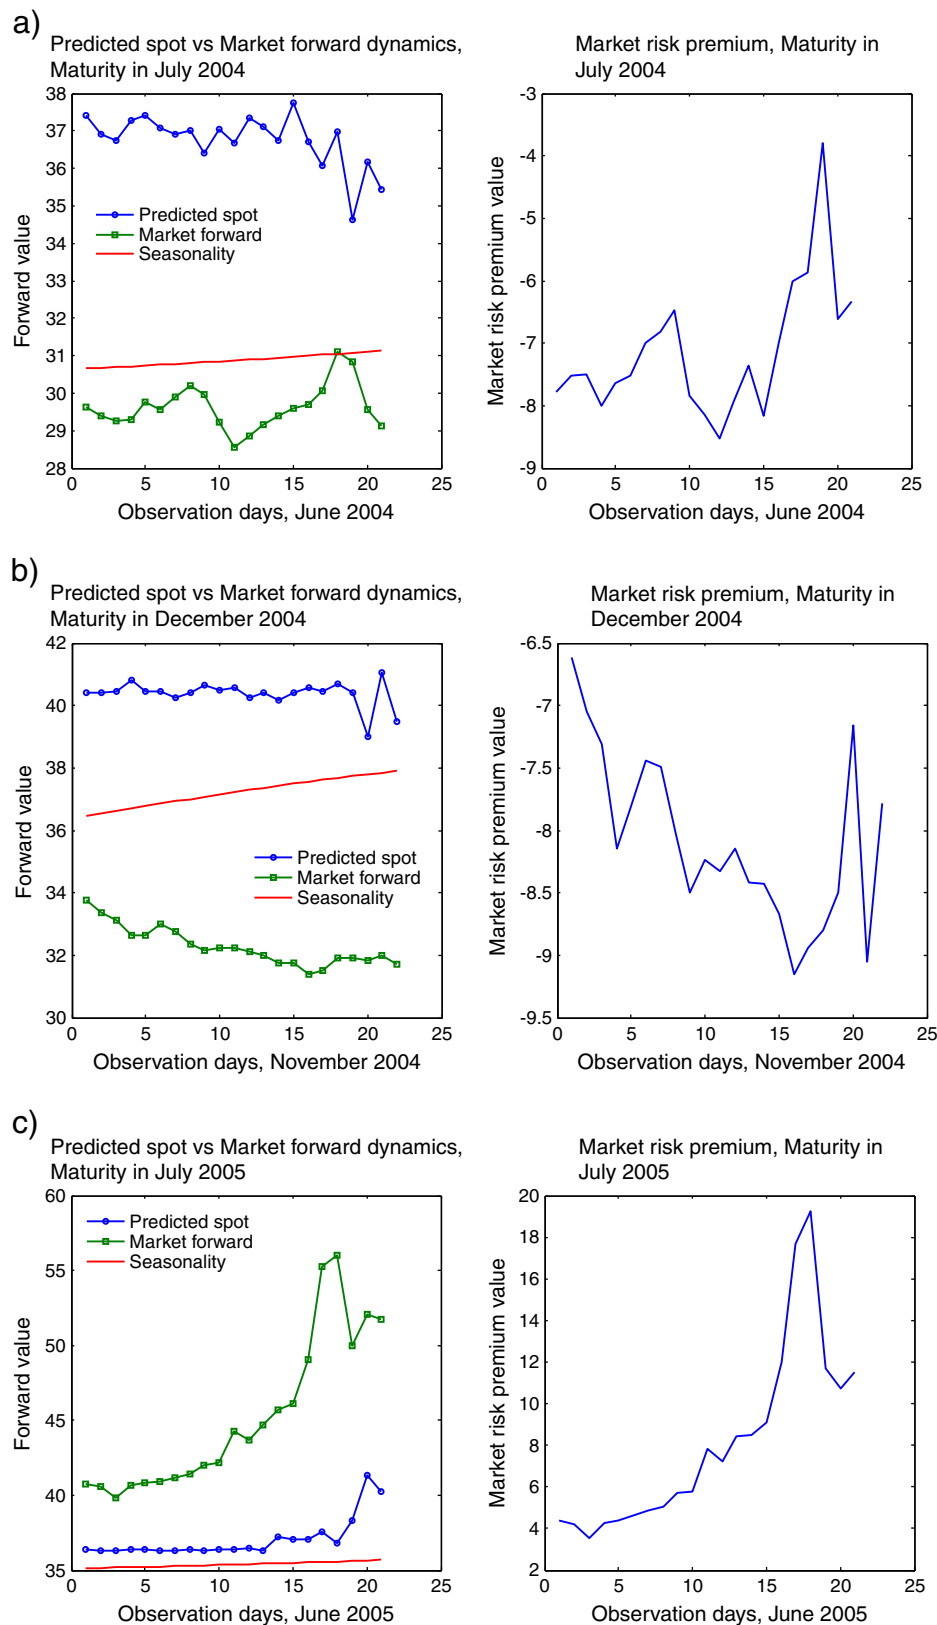 a)
Predicted spot vs Market forward dynamics,
Maturity in July 2004
38
37
36
35
34
33
32
31
30
29
28
0
5
10
15
20
25
Forward value
Predicted spot
Market forward
Seasonality
Observation days, June 2004
Market risk premium, Maturity in
July 2004
-3
-4
-5
-6
-7
-8
-9
0
5
10
15
20
25
Market risk premium value
Observation days, June 2004
b)
Predicted spot vs Market forward dynamics,
Maturity in December 2004
42
40
38
36
34
32
30
0
5
10
15
20
25
Forward value
Predicted spot
Market forward
Seasonality
Observation days, November 2004
Market risk premium, Maturity in
December 2004
-6.5
-7
-7.5
-8
-8.5
-9
-9.5
0
5
10
15
20
25
Market risk premium value
Observation days, November 2004
c)
Predicted spot vs Market forward dynamics,
Maturity in July 2005
60
55
50
45
40
35
0
5
10
15
20
25
Forward value
Predicted spot
Market forward
Seasonality
Observation days, June 2005
Market risk premium, Maturity in
July 2005
20
18
16
14
12
10
8
6
4
2
0
5
10
15
20
25
Market risk premium value
Observation days, June 2005